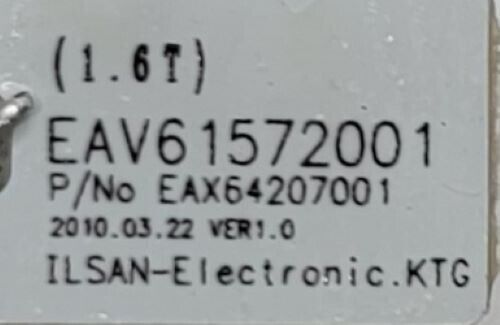 (1.6T)
EAV61572001
P/No EAX64207001
2010.03.22 VER1.0
ILSAN-Electronic.KTG